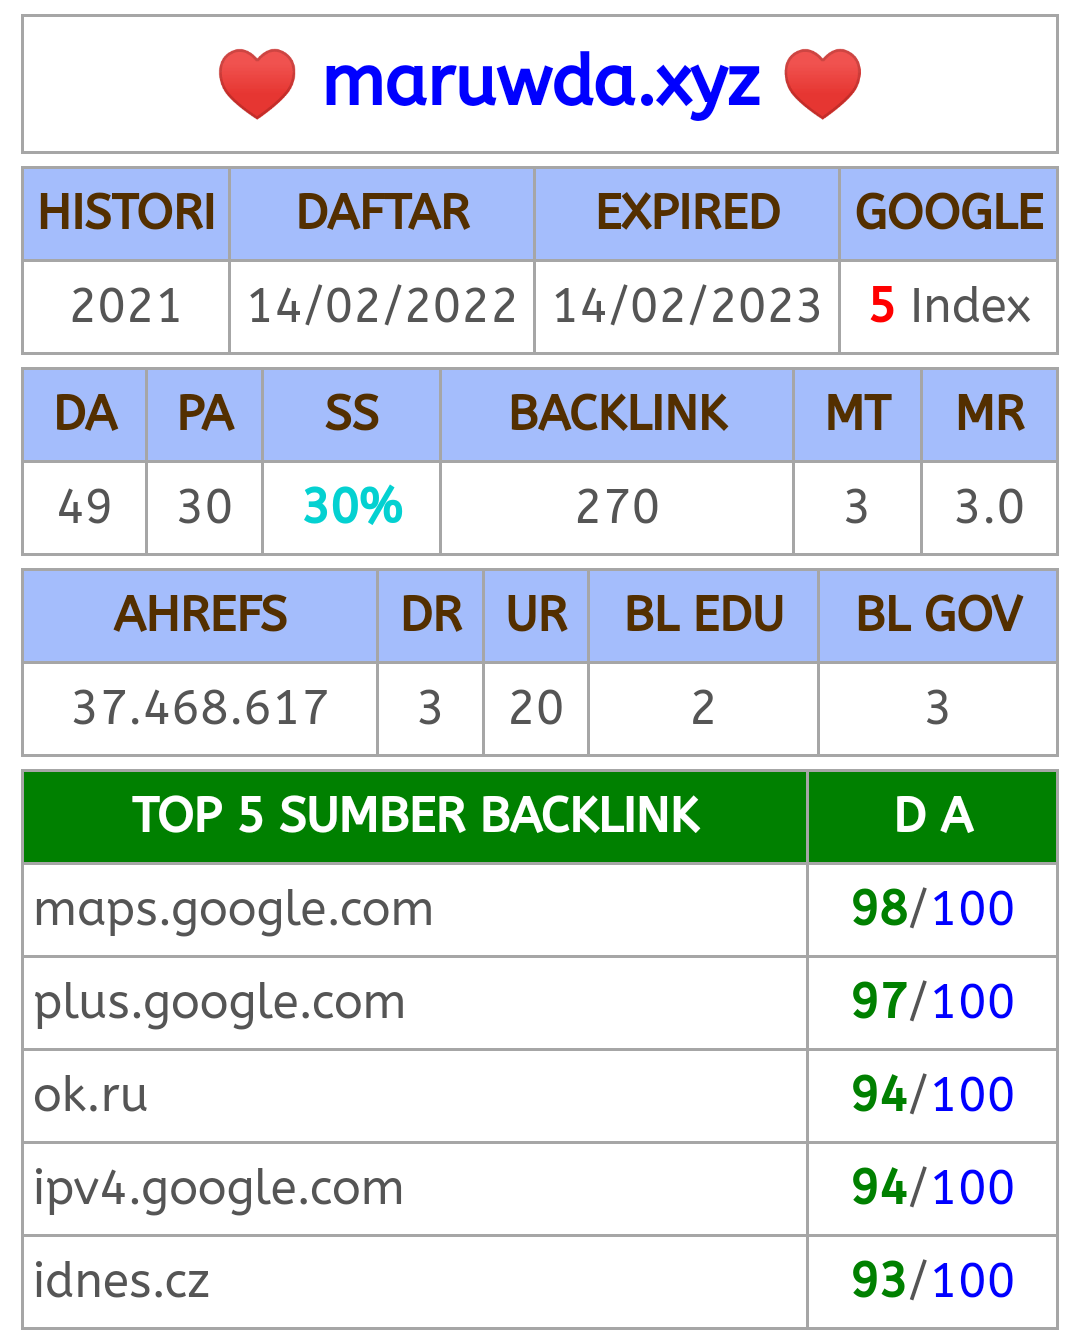 maruwda.xyz
HISTORI DAFTAR EXPIRED GOOGLE
2021 14/02/2022 14/02/2023 5 Index
DA PA SS BACKLINK MT MR
49 30 30% 270 3 3.0
AHREFS DR UR BL EDU BL GOV
37.468.617 3 20 2 3
TOP 5 SUMBER BACKLINK D A
maps.google.com 98/100
plus.google.com 97/100
ok.ru 94/100
ipv4.google.com 94/100
idnes.cz 93/100